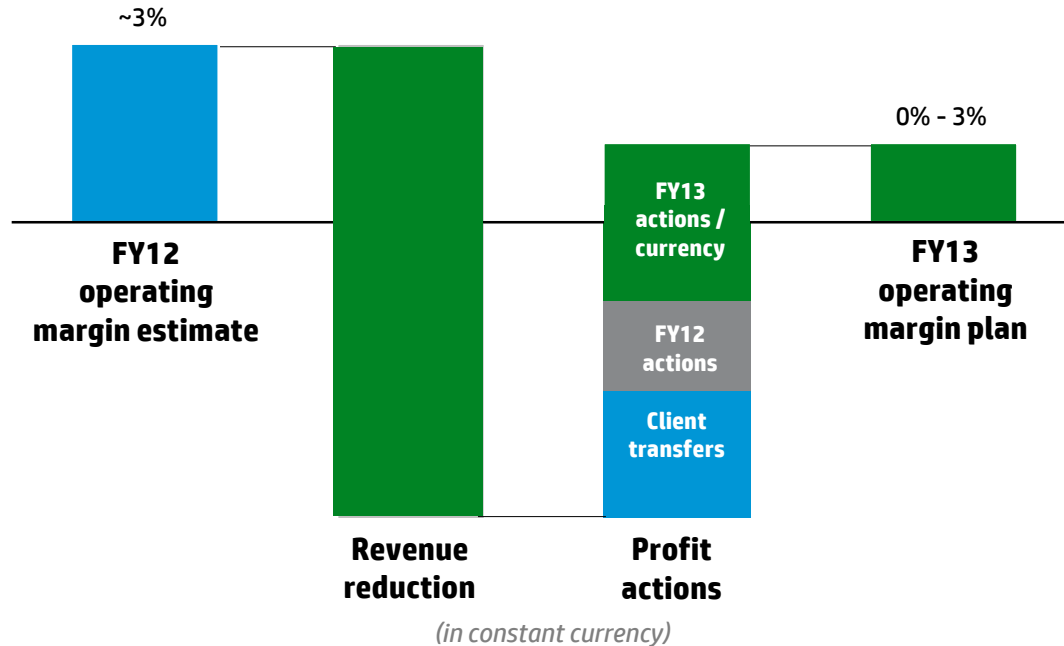 ~3%
0% - 3%
FY13
actions /
currency
FY12
actions
Client
transfers
FY12
operating
margin estimate
FY13
operating
margin plan
Revenue
reduction
Profit
actions
(in constant currency)